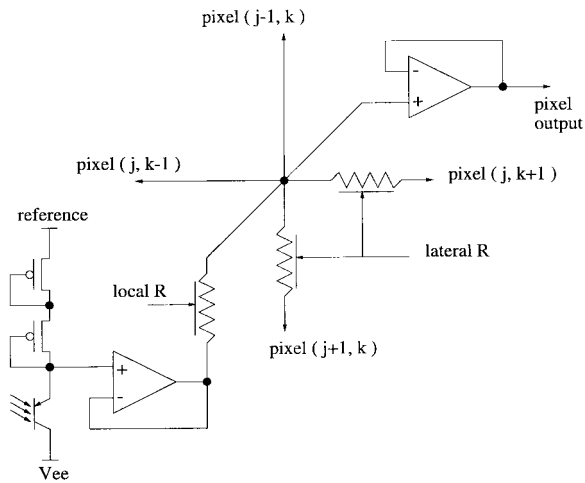 pixel ( j-1, k )
pixel output
pixel ( j, k-1 )
pixel ( j, k+1 )
reference
lateral R
local R
pixel ( j+1, k )
Vee
-
+
+
-